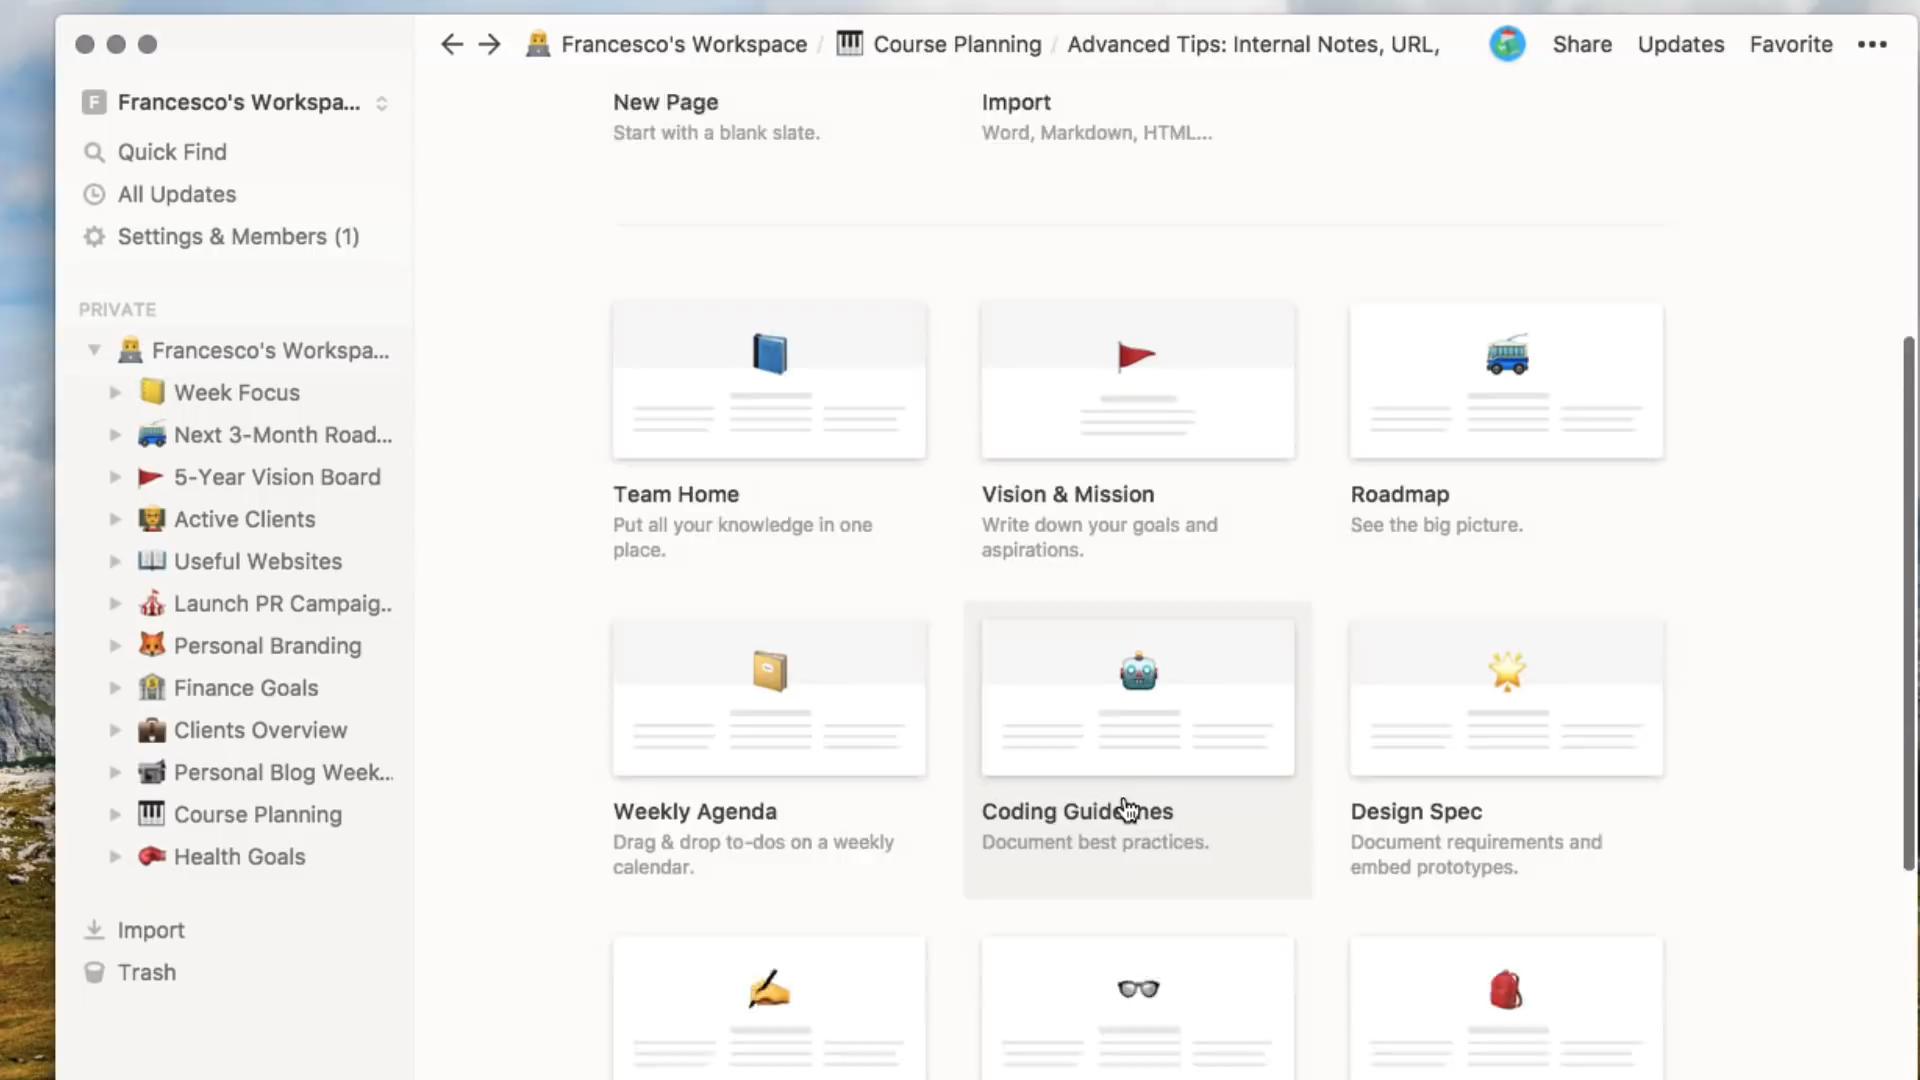 Francesco's Workspace / Course Planning / Advanced Tips: Internal Notes, URL,
Share
Updates
Favorite
F
Francesco's Workspa...
Quick Find
All Updates
Settings & Members (1)
PRIVATE
Francesco's Workspa...
Week Focus
Next 3-Month Road...
5-Year Vision Board
Active Clients
Useful Websites
Launch PR Campaig..
Personal Branding
Finance Goals
Clients Overview
Personal Blog Week...
Course Planning
Health Goals
Import
Trash
New Page
Start with a blank slate.
Import
Word, Markdown, HTML...
Team Home
Put all your knowledge in one
place.
Vision & Mission
Write down your goals and
aspirations.
Roadmap
See the big picture.
Weekly Agenda
Drag & drop to-dos on a weekly
calendar.
Coding Guidelines
Document best practices.
Design Spec
Document requirements and
embed prototypes.